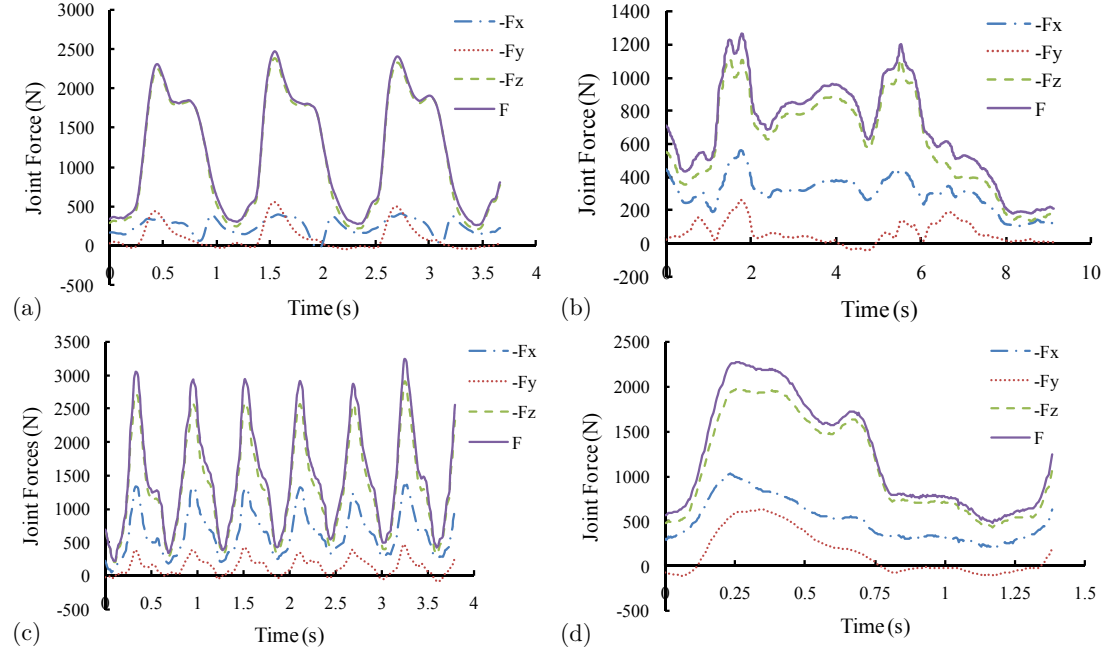 3000
2500
2000
1500
1000
500
0
-500
0 0.5 1 1.5 2 2.5 3 3.5 4
Joint Force (N)
Time (s)
-Fx
-Fy
-Fz
F
(a)
1400
1200
1000
800
600
400
200
0
-200
0 2 4 6 8 10
Joint Force (N)
Time (s)
-Fx
-Fy
-Fz
F
(b)
3500
3000
2500
2000
1500
1000
500
0
-500
0 0.5 1 1.5 2 2.5 3 3.5 4
Joint Forces (N)
Time (s)
-Fx
-Fy
-Fz
F
(c)
2500
2000
1500
1000
500
0
-500
0 0.25 0.5 0.75 1 1.25 1.5
Joint Force (N)
Time (s)
-Fx
-Fy
-Fz
F
(d)